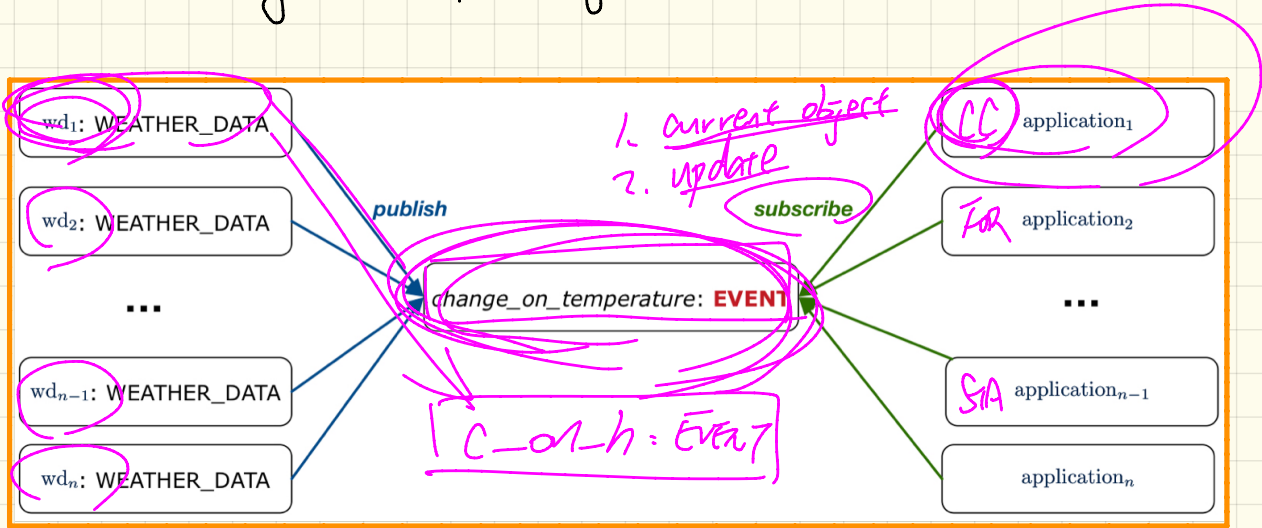 wd₁: WEATHER_DATA
1. current object
CC application₁
2. update
wd₂: WEATHER_DATA
publish
subscribe
FOR application₂
...
change_on_temperature: EVENT
...
wdₙ₋₁: WEATHER_DATA
SIA applicationₙ₋₁
C_on_h: EVENT
wdₙ: WEATHER_DATA
applicationₙ